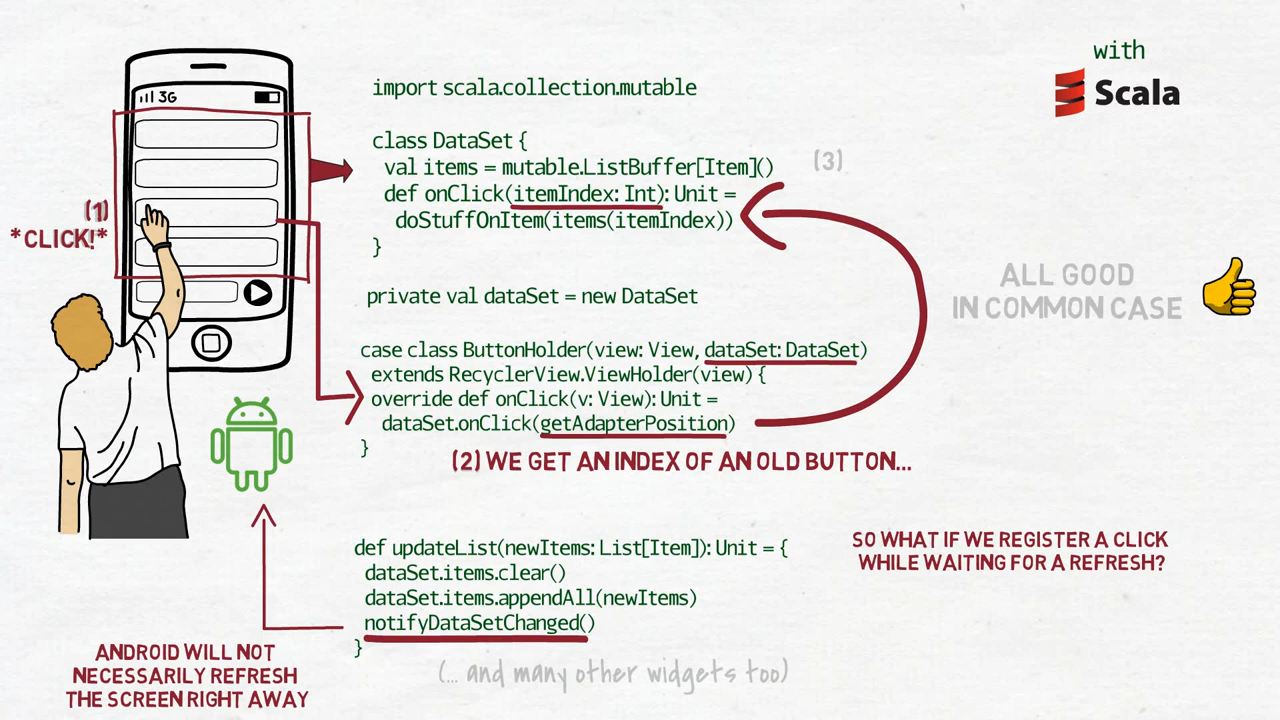 with
Scala
3G
import scala.collection.mutable
class DataSet {
val items = mutable.ListBuffer[Item]()
def onClick(itemIndex: Int): Unit =
doStuffOnItem(items(itemIndex))
}
(3)
(1)
*CLICK!*
private val dataSet = new DataSet
ALL GOOD
IN COMMON CASE
case class ButtonHolder(view: View, dataSet: DataSet)
extends RecyclerView.ViewHolder(view) {
override def onClick(v: View): Unit =
dataSet.onClick(getAdapterPosition)
}
(2) WE GET AN INDEX OF AN OLD BUTTON...
SO WHAT IF WE REGISTER A CLICK
WHILE WAITING FOR A REFRESH?
def updateList(newItems: List[Item]): Unit = {
dataSet.items.clear()
dataSet.items.appendAll(newItems)
notifyDataSetChanged()
}
ANDROID WILL NOT
NECESSARILY REFRESH
THE SCREEN RIGHT AWAY
(... and many other widgets too)